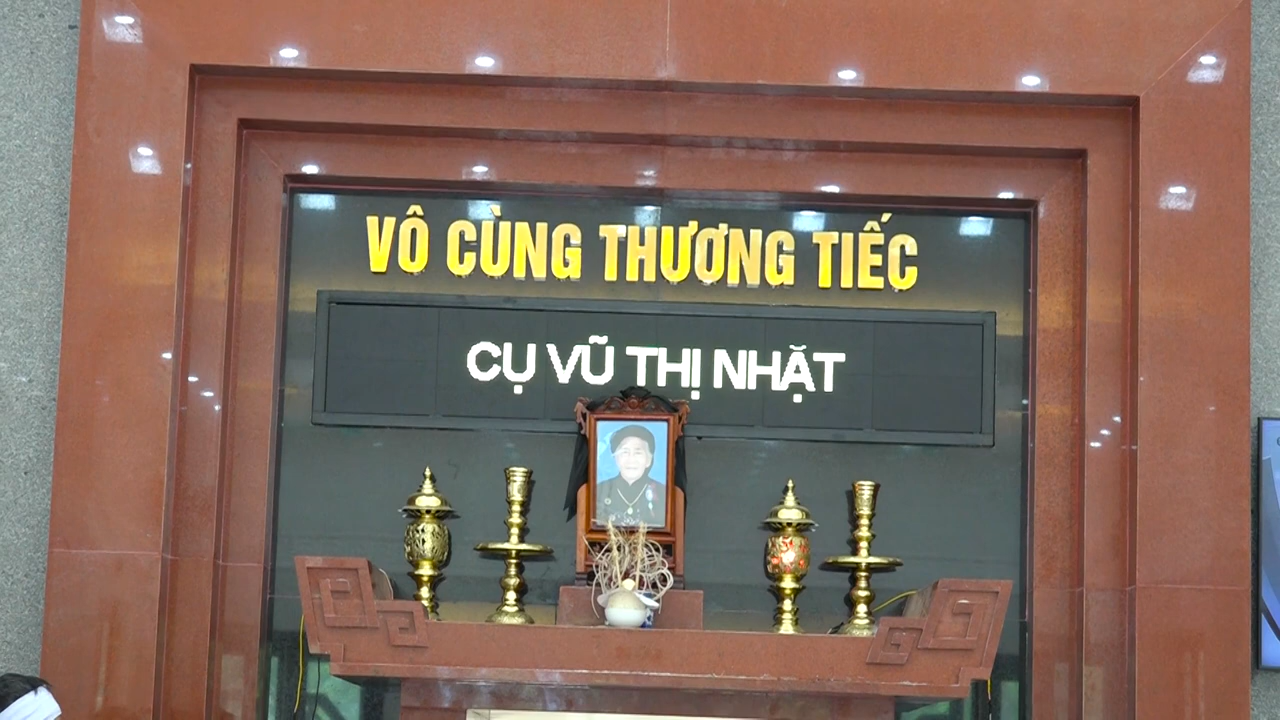 VÔ CÙNG THƯƠNG TIẾC
CỤ VŨ THỊ NHẶT